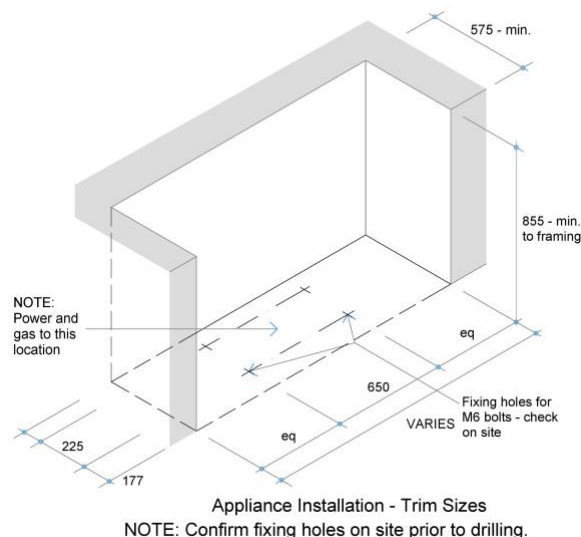 575 - min.
855 - min.
to framing
NOTE:
Power and
gas to this
location
eq
650
Fixing holes for
M6 bolts - check
on site
VARIES
eq
225
177
Appliance Installation - Trim Sizes
NOTE: Confirm fixing holes on site prior to drilling.